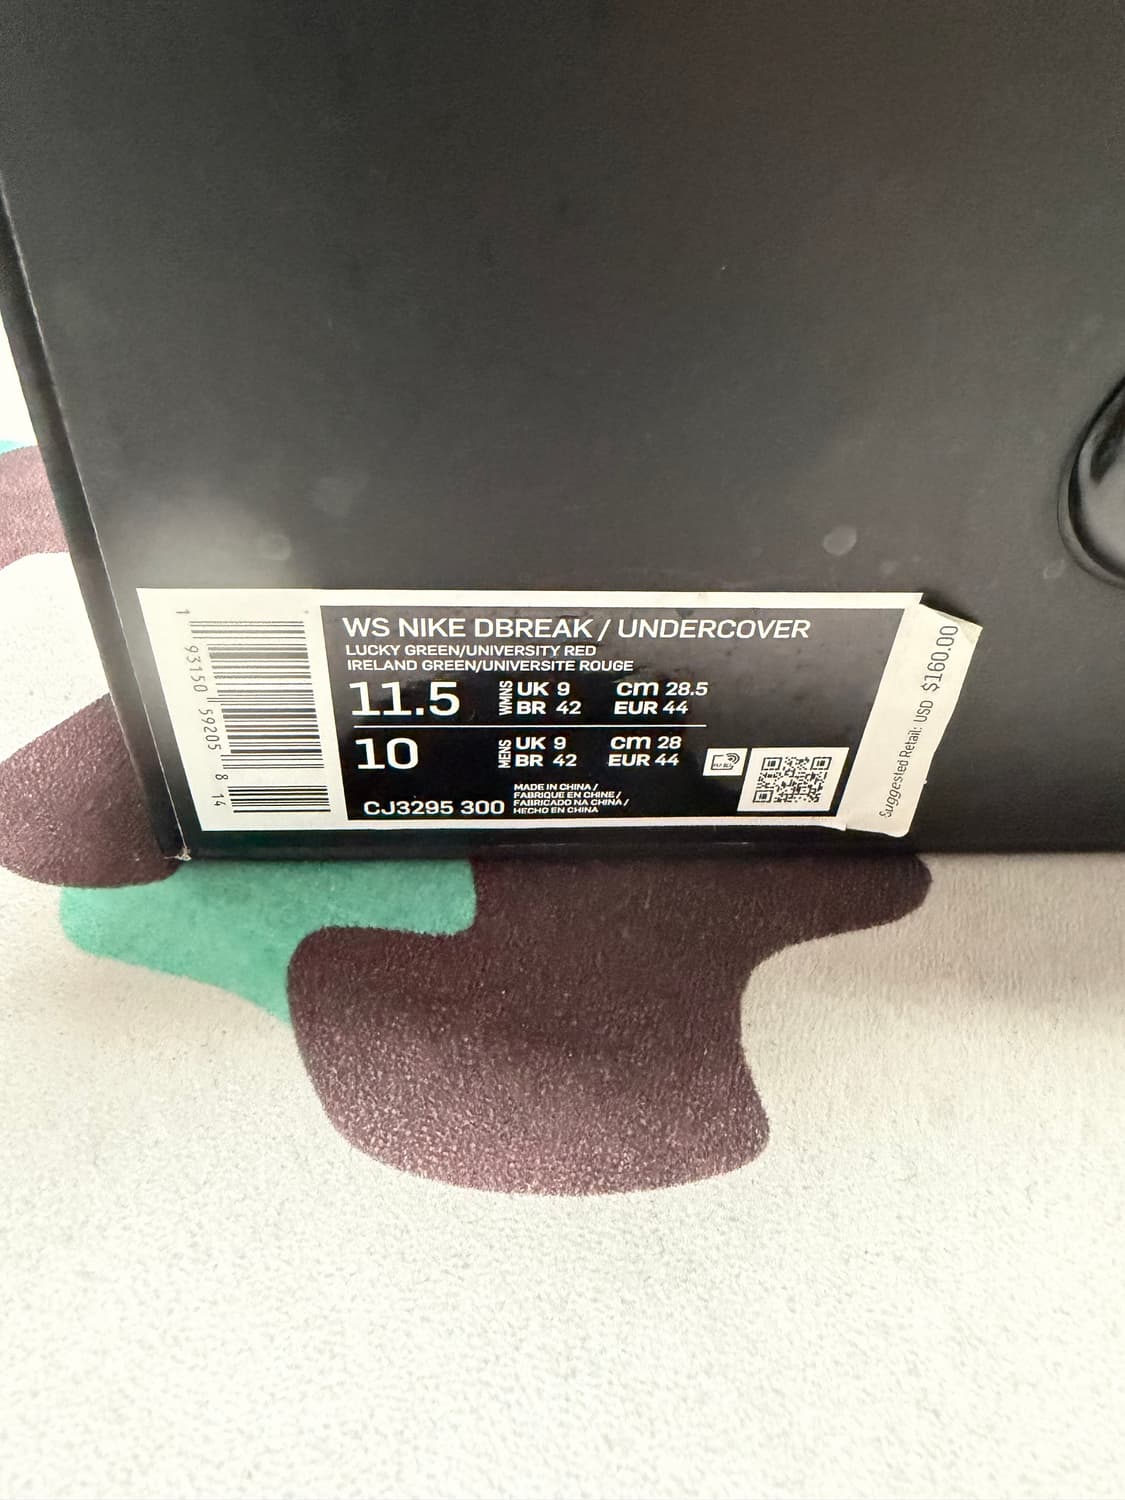 WS NIKE DBREAK / UNDERCOVER
LUCKY GREEN/UNIVERSITY RED
IRELAND GREEN/UNIVERSITE ROUGE
11.5 WMNS UK 9 cm 28.5
BR 42 EUR 44
10 MENS UK 9 cm 28
BR 42 EUR 44
CJ3295 300
MADE IN CHINA /
FABRIQUE EN CHINE /
FABRICADO NA CHINA /
HECHO EN CHINA
1 93150 59205 8 14
Suggested Retail: USD $160.00